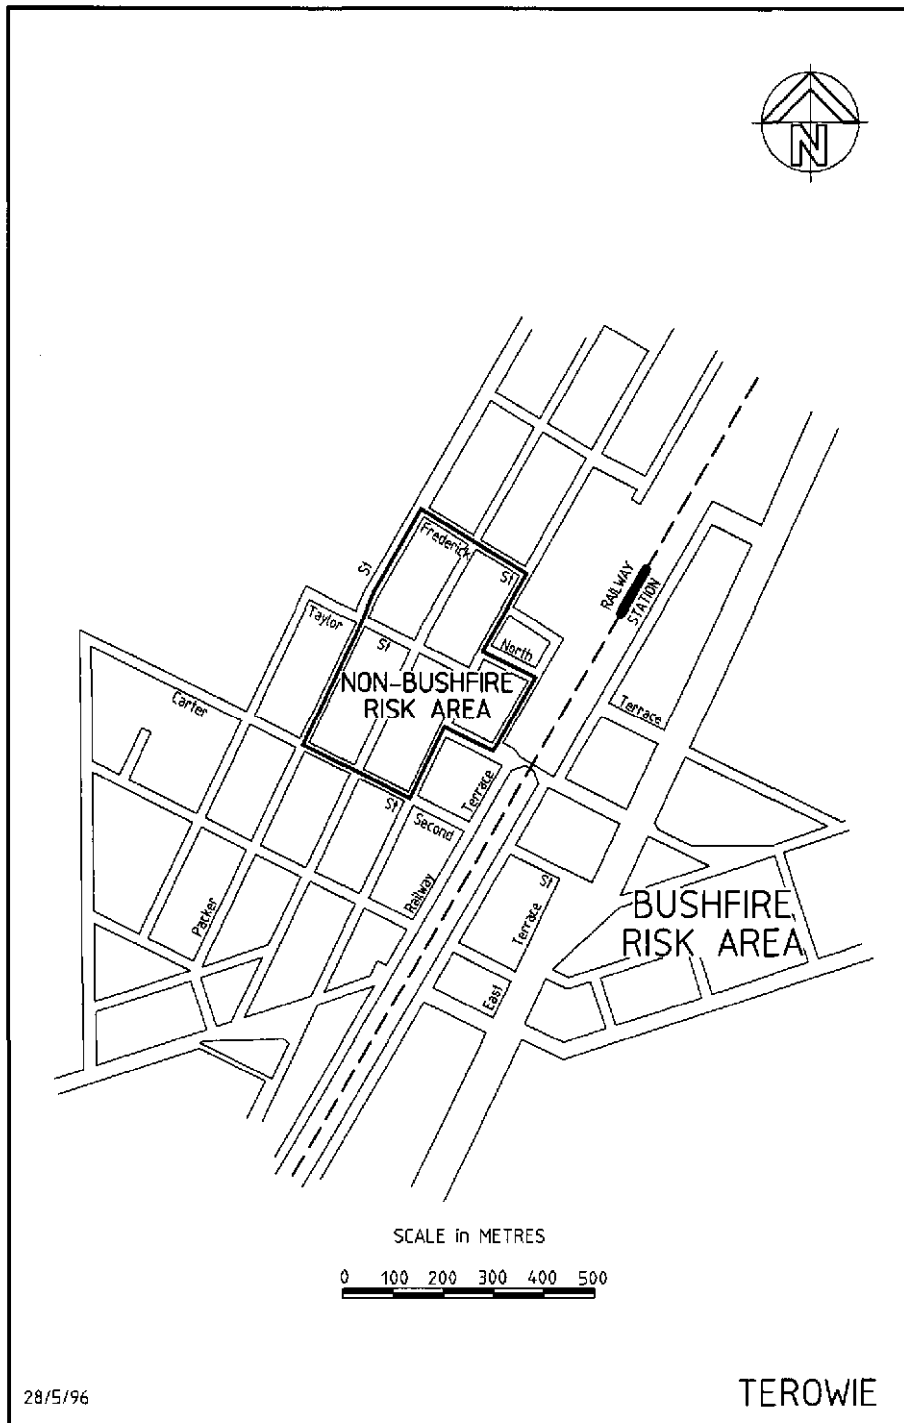 N
Frederick
St
St
RAILWAY
STATION
Taylor
St
North
NON-BUSHFIRE
RISK AREA
Carter
Terrace
Terrace
St
Second
Railway
St
Packer
Terrace
BUSHFIRE
RISK AREA
East
SCALE in METRES
0 100 200 300 400 500
28/5/96
TEROWIE